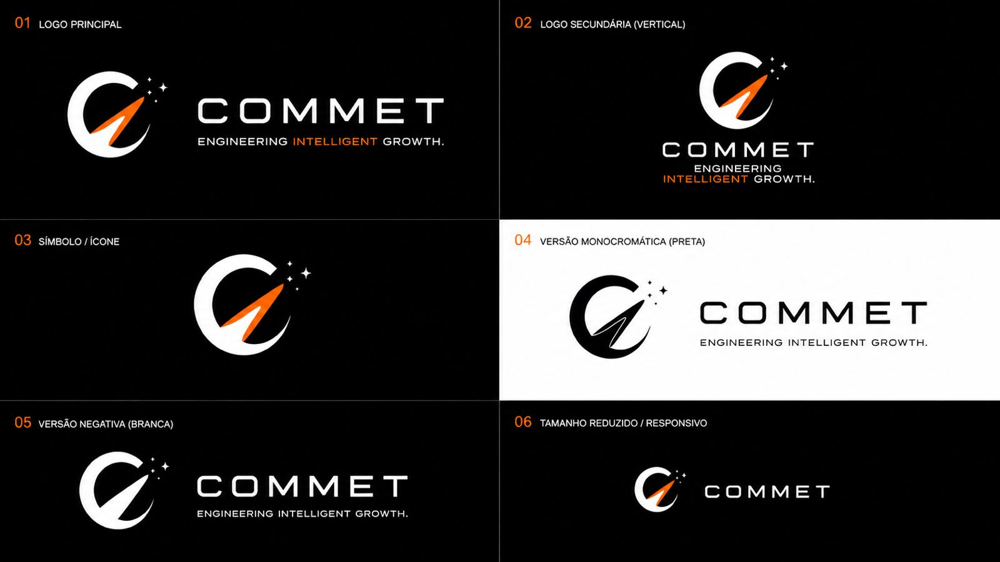 01 LOGO PRINCIPAL
COMMET
ENGINEERING INTELLIGENT GROWTH.
02 LOGO SECUNDÁRIA (VERTICAL)
COMMET
ENGINEERING
INTELLIGENT GROWTH.
03 SÍMBOLO / ÍCONE
04 VERSÃO MONOCROMÁTICA (PRETA)
COMMET
ENGINEERING INTELLIGENT GROWTH.
05 VERSÃO NEGATIVA (BRANCA)
COMMET
ENGINEERING INTELLIGENT GROWTH.
06 TAMANHO REDUZIDO / RESPONSIVO
COMMET